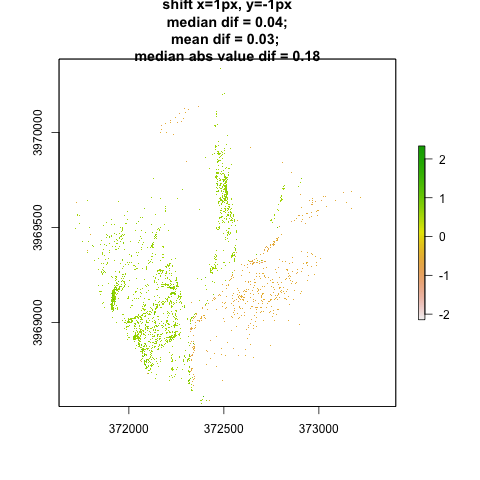 shift x=1px, y=-1px
median dif = 0.04;
mean dif = 0.03;
median abs value dif = 0.18
3970000
3969500
3969000
372000 372500 373000
2
1
0
-1
-2